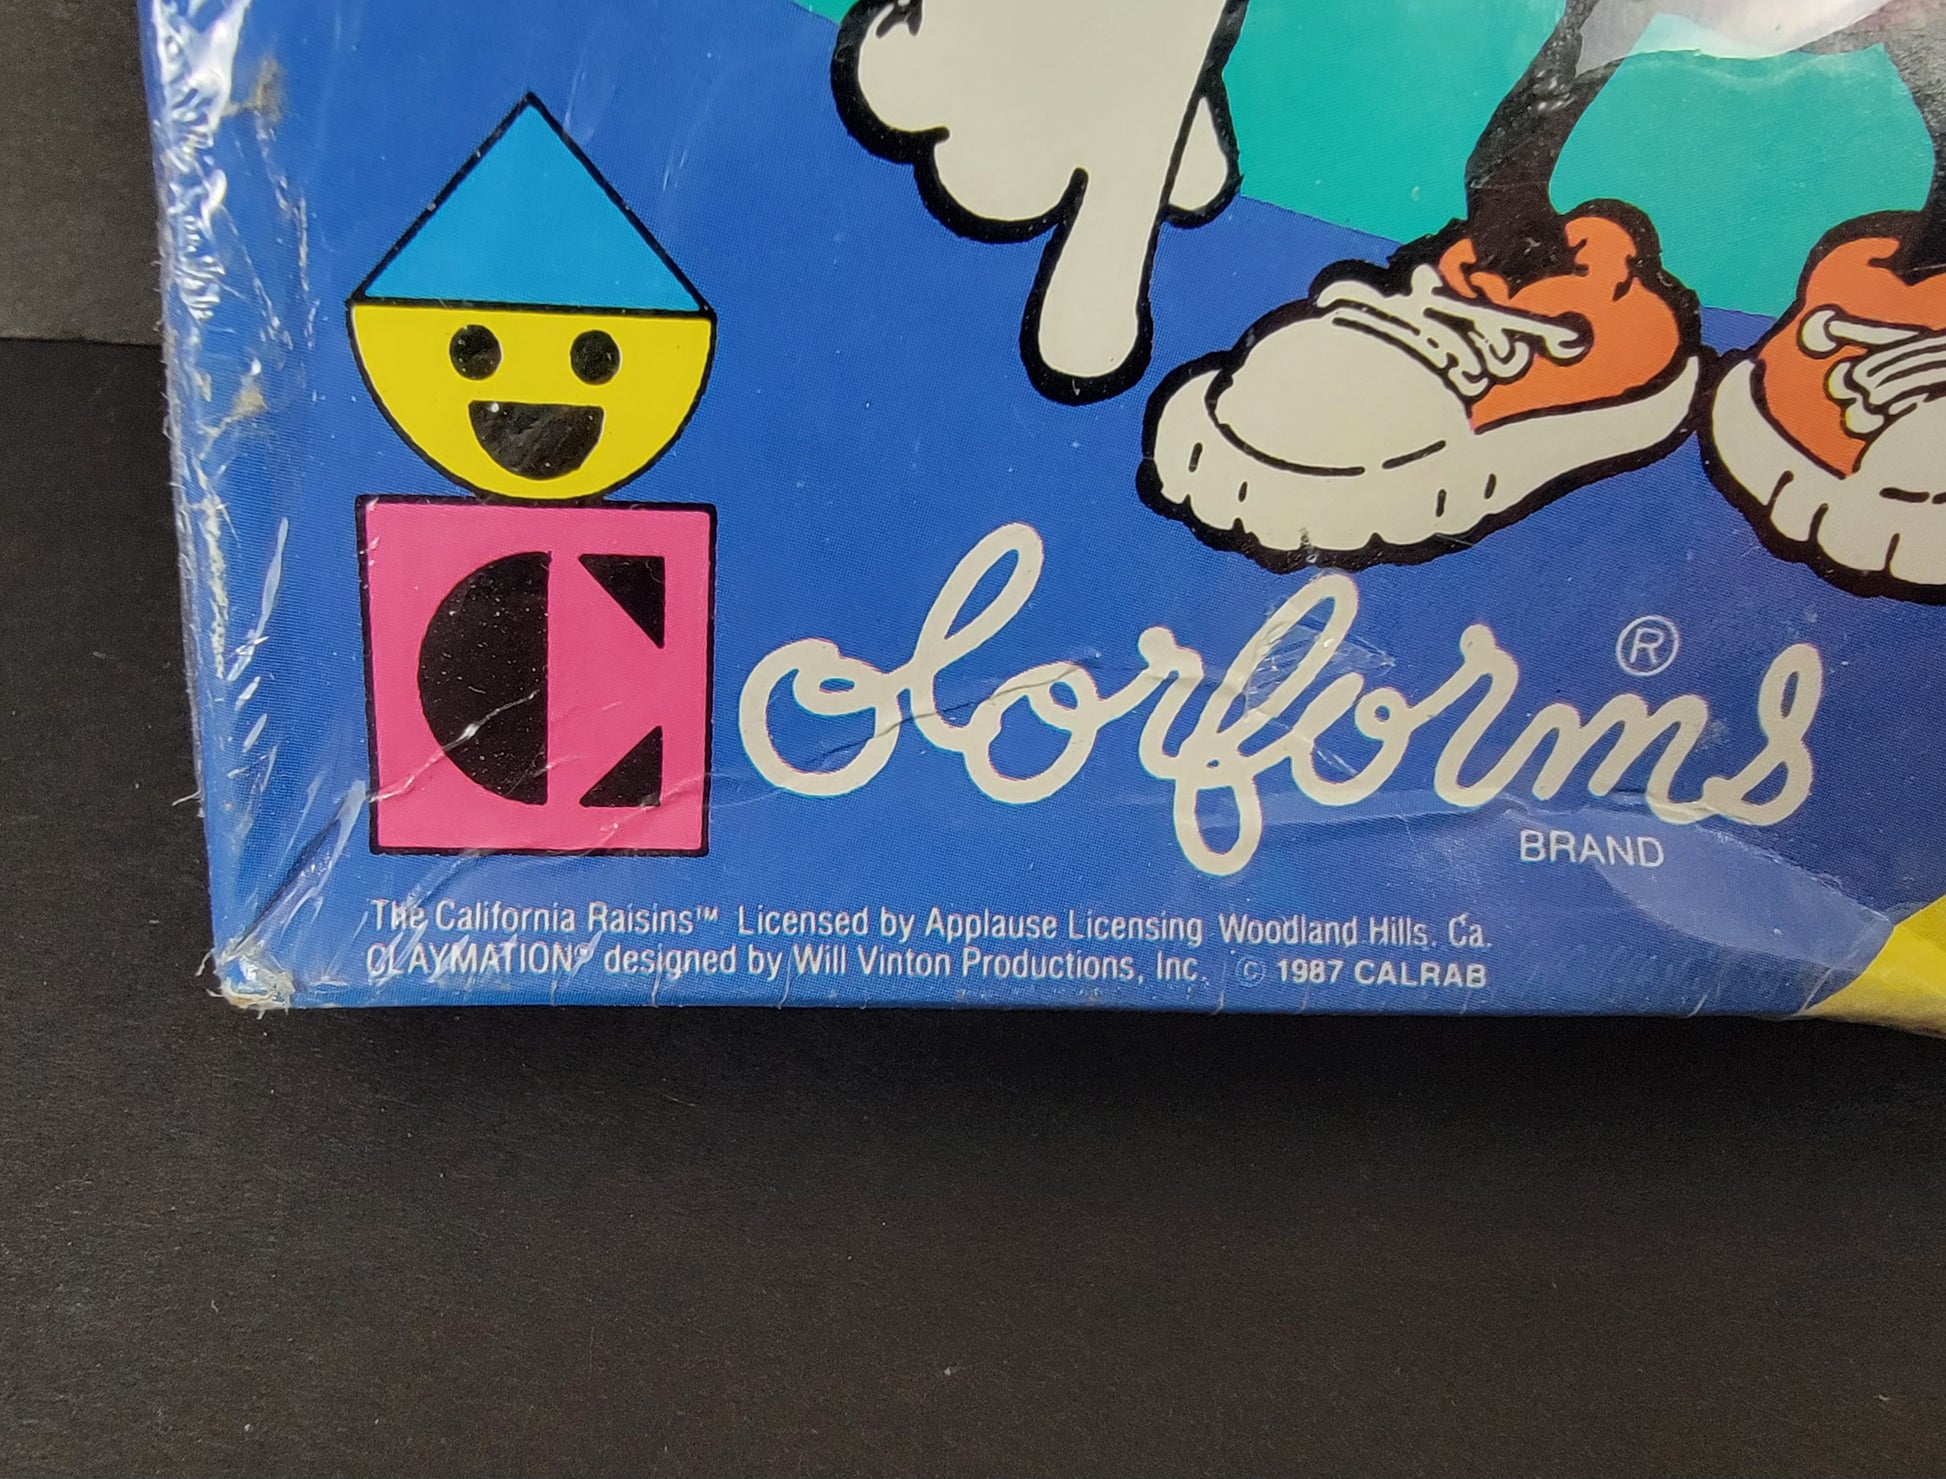 Colorforms®
BRAND
The California Raisins™ Licensed by Applause Licensing Woodland Hills. Ca.
CLAYMATION® designed by Will Vinton Productions, Inc. © 1987 CALRAB